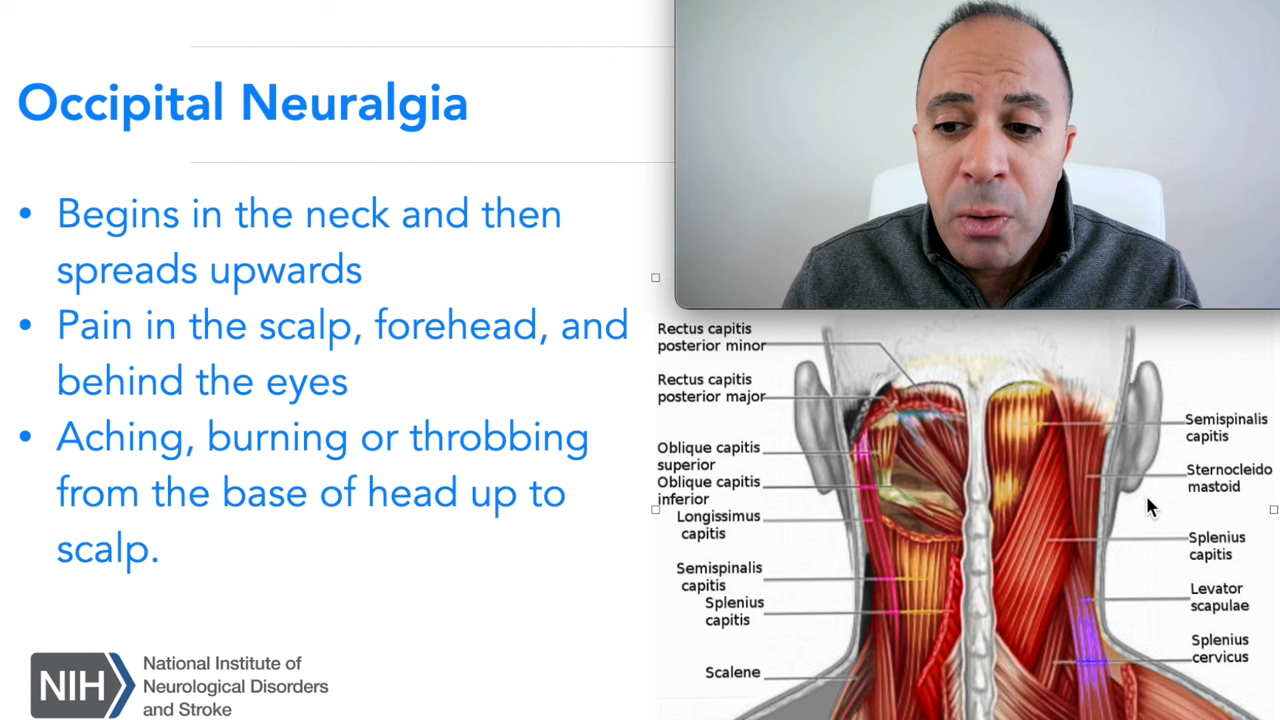 Occipital Neuralgia
• Begins in the neck and then
spreads upwards
• Pain in the scalp, forehead, and
behind the eyes
• Aching, burning or throbbing
from the base of head up to
scalp.
NIH
National Institute of
Neurological Disorders
and Stroke
Rectus capitis
posterior minor
Rectus capitis
posterior major
Oblique capitis
superior
Oblique capitis
inferior
Longissimus
capitis
Semispinalis
capitis
Splenius
capitis
Scalene
Semispinalis
capitis
Sternocleido
mastoid
Splenius
capitis
Levator
scapulae
Splenius
cervicus